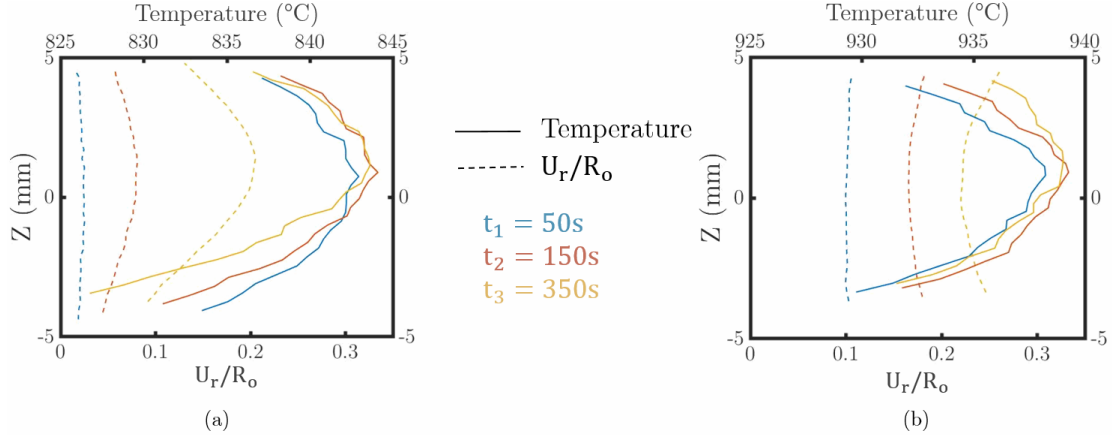 Temperature (°C)
825 830 835 840 845
5 5
Z (mm)
0 0
-5 -5
0 0.1 0.2 0.3
Uᵣ/Rₒ
(a)
Temperature
Uᵣ/Rₒ
t₁ = 50s
t₂ = 150s
t₃ = 350s
Temperature (°C)
925 930 935 940
5 5
Z (mm)
0 0
-5 -5
0 0.1 0.2 0.3
Uᵣ/Rₒ
(b)